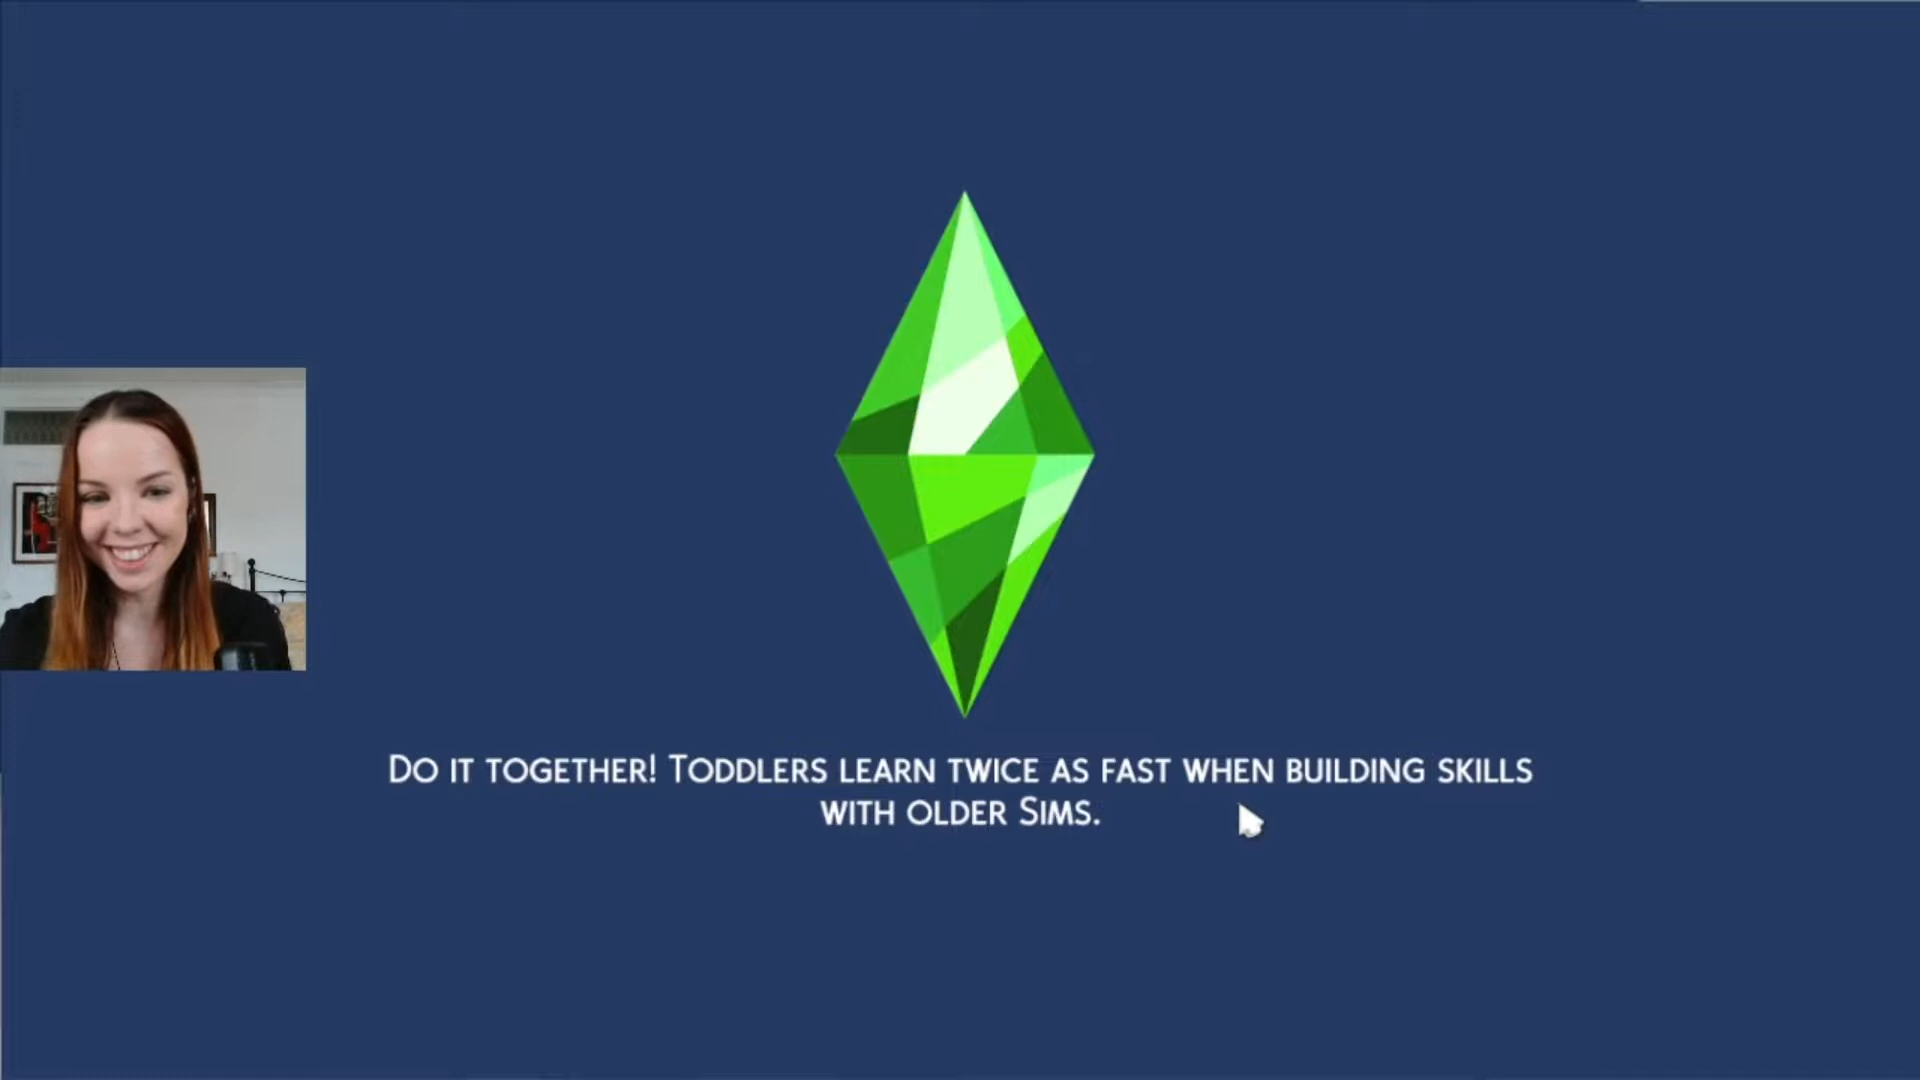 Do it together! Toddlers learn twice as fast when building skills
with older Sims.